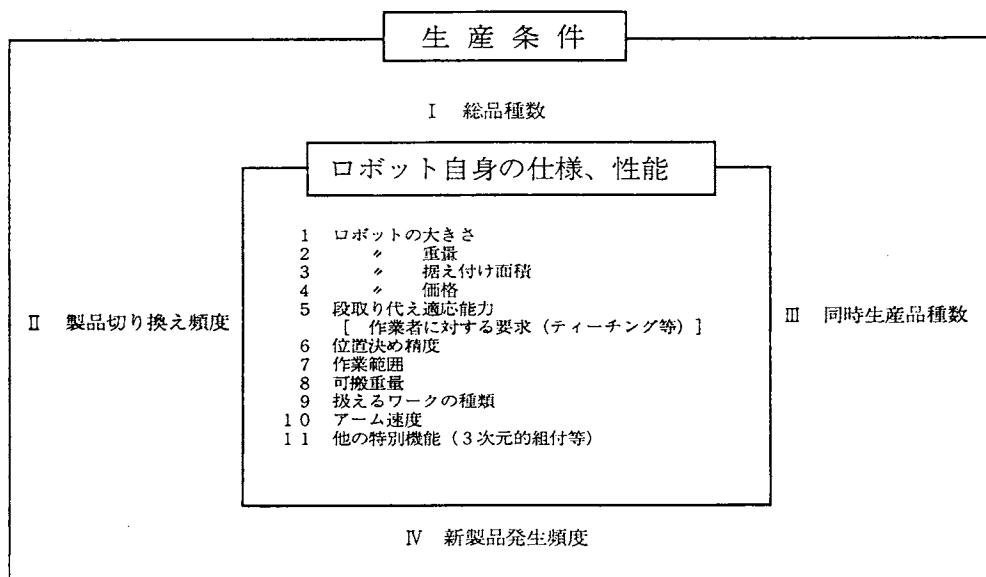 生産条件
Ⅰ 総品種数
ロボット自身の仕様、性能
1 ロボットの大きさ
2 〃 重量
3 〃 据え付け面積
4 〃 価格
5 段取り代え適応能力
[ 作業者に対する要求(ティーチング等)]
6 位置決め精度
7 作業範囲
8 可搬重量
9 扱えるワークの種類
10 アーム速度
11 他の特別機能(3次元的組付等)
Ⅱ 製品切り換え頻度
Ⅲ 同時生産品種数
Ⅳ 新製品発生頻度